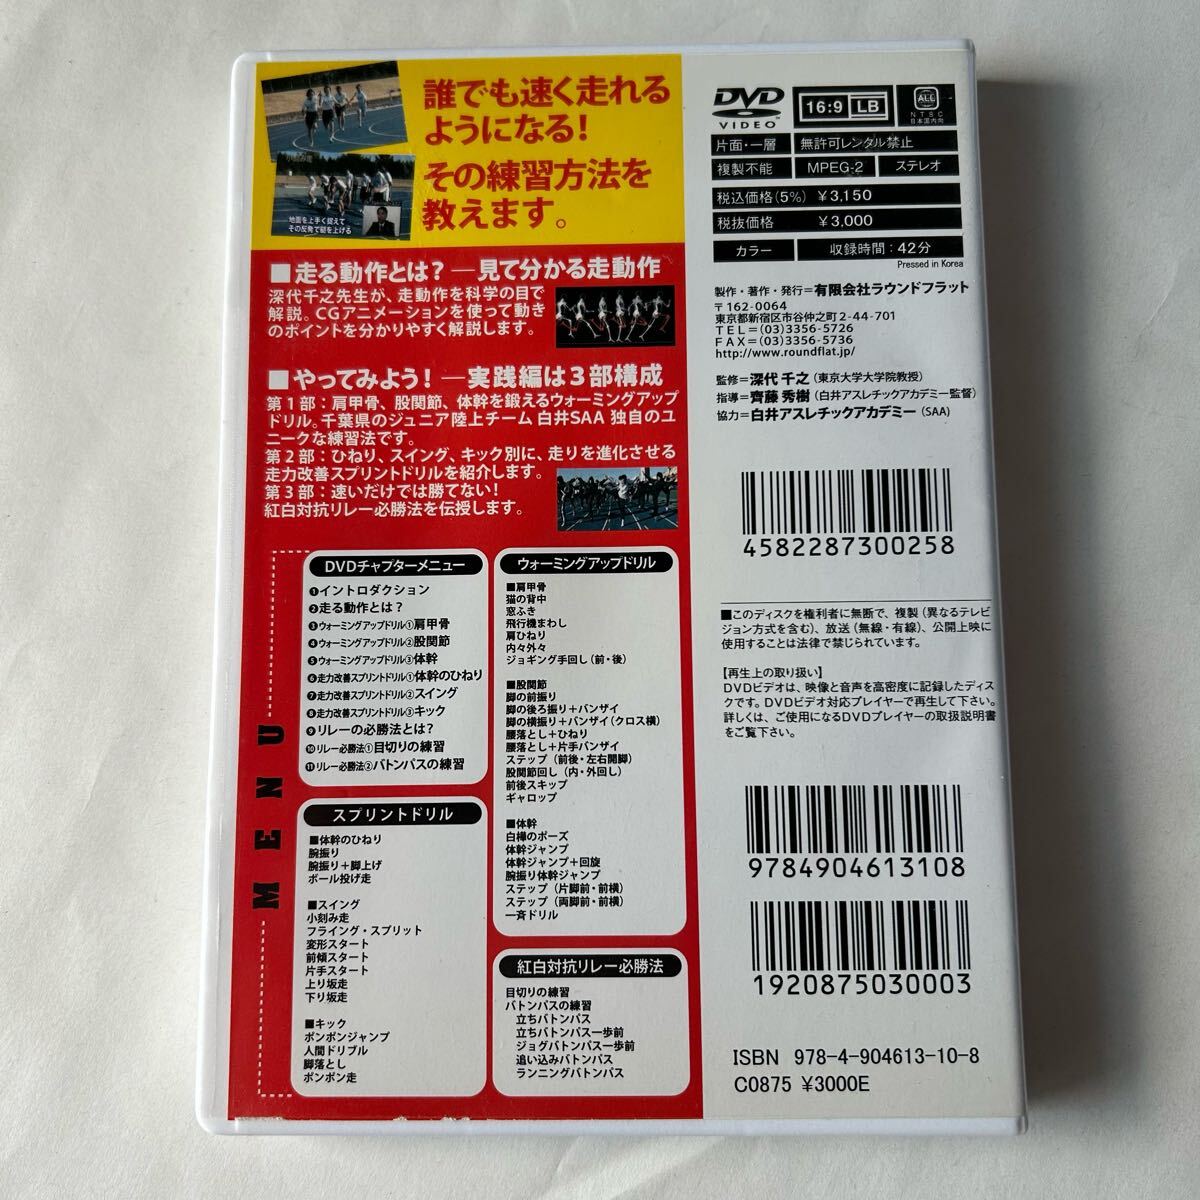 誰でも速く走れる
ようになる!
その練習方法を
教えます。
地面を上手く捉えて
その反発で腿を上げる
■走る動作とは? ―見て分かる走動作
深代千之先生が、走動作を科学の目で
解説。CGアニメーションを使って動き
のポイントを分かりやすく解説します。
■やってみよう! ―実践編は3部構成
第1部:肩甲骨、股関節、体幹を鍛えるウォーミングアップ
ドリル。千葉県のジュニア陸上チーム 白井SAA 独自のユ
ニークな練習法です。
第2部:ひねり、スイング、キック別に、走りを進化させる
走力改善スプリントドリルを紹介します。
第3部:速いだけでは勝てない!
紅白対抗リレー必勝法を伝授します。
MENU
DVDチャプターメニュー
❶イントロダクション
❷走る動作とは?
❸ウォーミングアップドリル①肩甲骨
❹ウォーミングアップドリル②股関節
❺ウォーミングアップドリル③体幹
❻走力改善スプリントドリル①体幹のひねり
❼走力改善スプリントドリル②スイング
❽走力改善スプリントドリル③キック
❾リレーの必勝法とは?
❿リレー必勝法①目切りの練習
⓫リレー必勝法②バトンパスの練習
スプリントドリル
■体幹のひねり
腕振り
腕振り+脚上げ
ボール投げ走
■スイング
小刻み走
フライング・スプリット
変形スタート
前傾スタート
片手スタート
上り坂走
下り坂走
■キック
ポンポンジャンプ
人間ドリブル
脚落とし
ポンポン走
ウォーミングアップドリル
■肩甲骨
猫の背中
窓ふき
飛行機まわし
肩ひねり
内々外々
ジョギング手回し(前・後)
■股関節
脚の前振り
脚の後ろ振り+バンザイ
脚の横振り+バンザイ(クロス横)
腰落とし+ひねり
腰落とし+片手バンザイ
ステップ(前後・左右開脚)
股関節回し(内・外回し)
前後スキップ
ギャロップ
■体幹
白樺のポーズ
体幹ジャンプ
体幹ジャンプ+回旋
腕振り体幹ジャンプ
ステップ(片脚前・前横)
ステップ(両脚前・前横)
一斉ドリル
紅白対抗リレー必勝法
目切りの練習
バトンパスの練習
立ちバトンパス
立ちバトンパス一歩前
ジョグバトンパス一歩前
追い込みバトンパス
ランニングバトンパス
DVD
VIDEO™
16:9 LB
ALL
NTSC
日本国内向
片面・一層 無許可レンタル禁止
複製不能 MPEG-2 ステレオ
税込価格(5%) ¥3,150
税抜価格 ¥3,000
カラー 収録時間:42分
Pressed in Korea
製作・著作・発行=有限会社ラウンドフラット
〒162-0064
東京都新宿区市谷仲之町2-44-701
TEL=(03)3356-5726
FAX=(03)3356-5736
http://www.roundflat.jp/
監修=深代 千之(東京大学大学院教授)
指導=齊藤 秀樹(白井アスレチックアカデミー監督)
協力=白井アスレチックアカデミー(SAA)
4582287300258
■このディスクを権利者に無断で、複製(異なるテレビ
ジョン方式を含む)、放送(無線・有線)、公開上映に
使用することは法律で禁じられています。
【再生上の取り扱い】
DVDビデオは、映像と音声を高密度に記録したディス
クです。DVDビデオ対応プレイヤーで再生して下さい。
詳しくは、ご使用になるDVDプレイヤーの取扱説明書
をご覧下さい。
9784904613108
1920875030003
ISBN 978-4-904613-10-8
C0875 ¥3000E